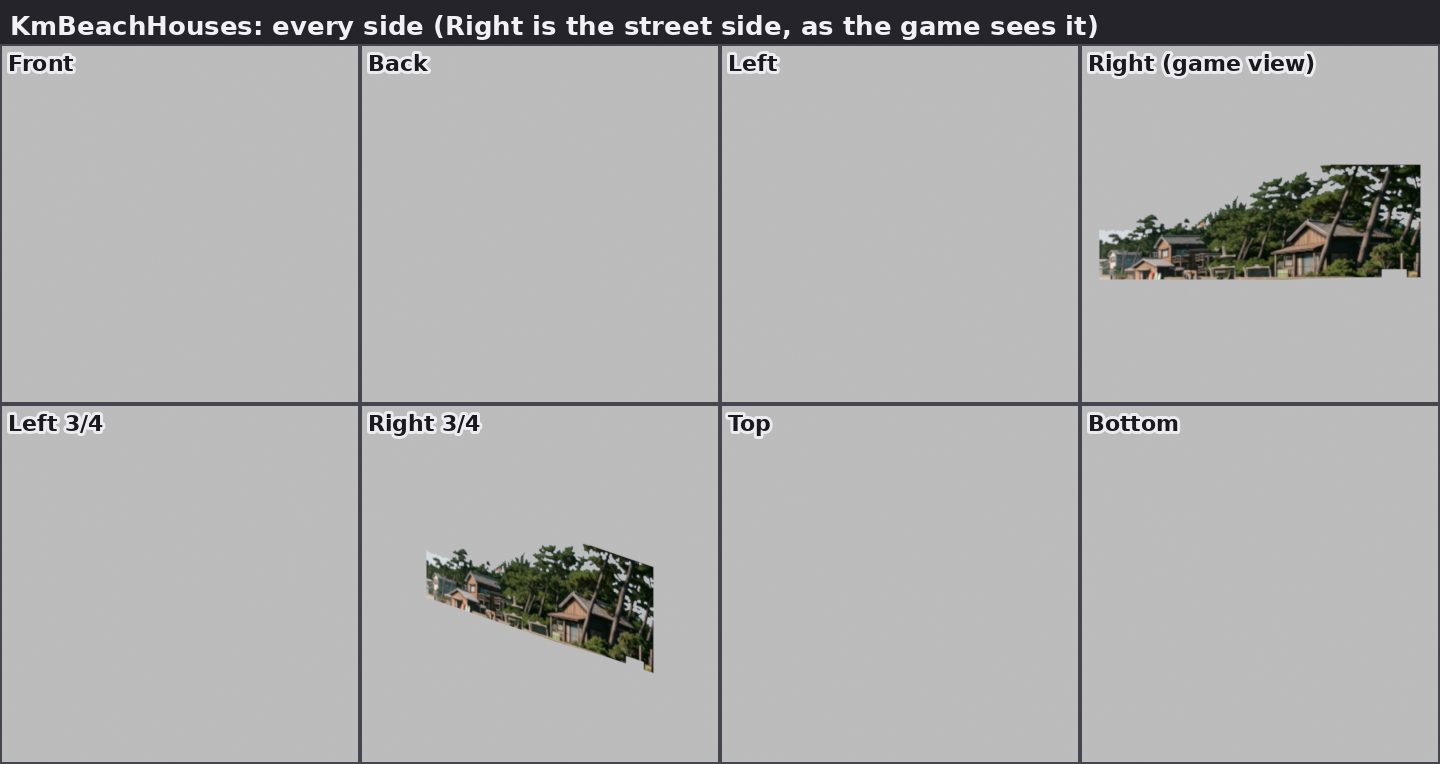 KmBeachHouses: every side (Right is the street side, as the game sees it)
Front
Back
Left
Right (game view)
Left 3/4
Right 3/4
Top
Bottom